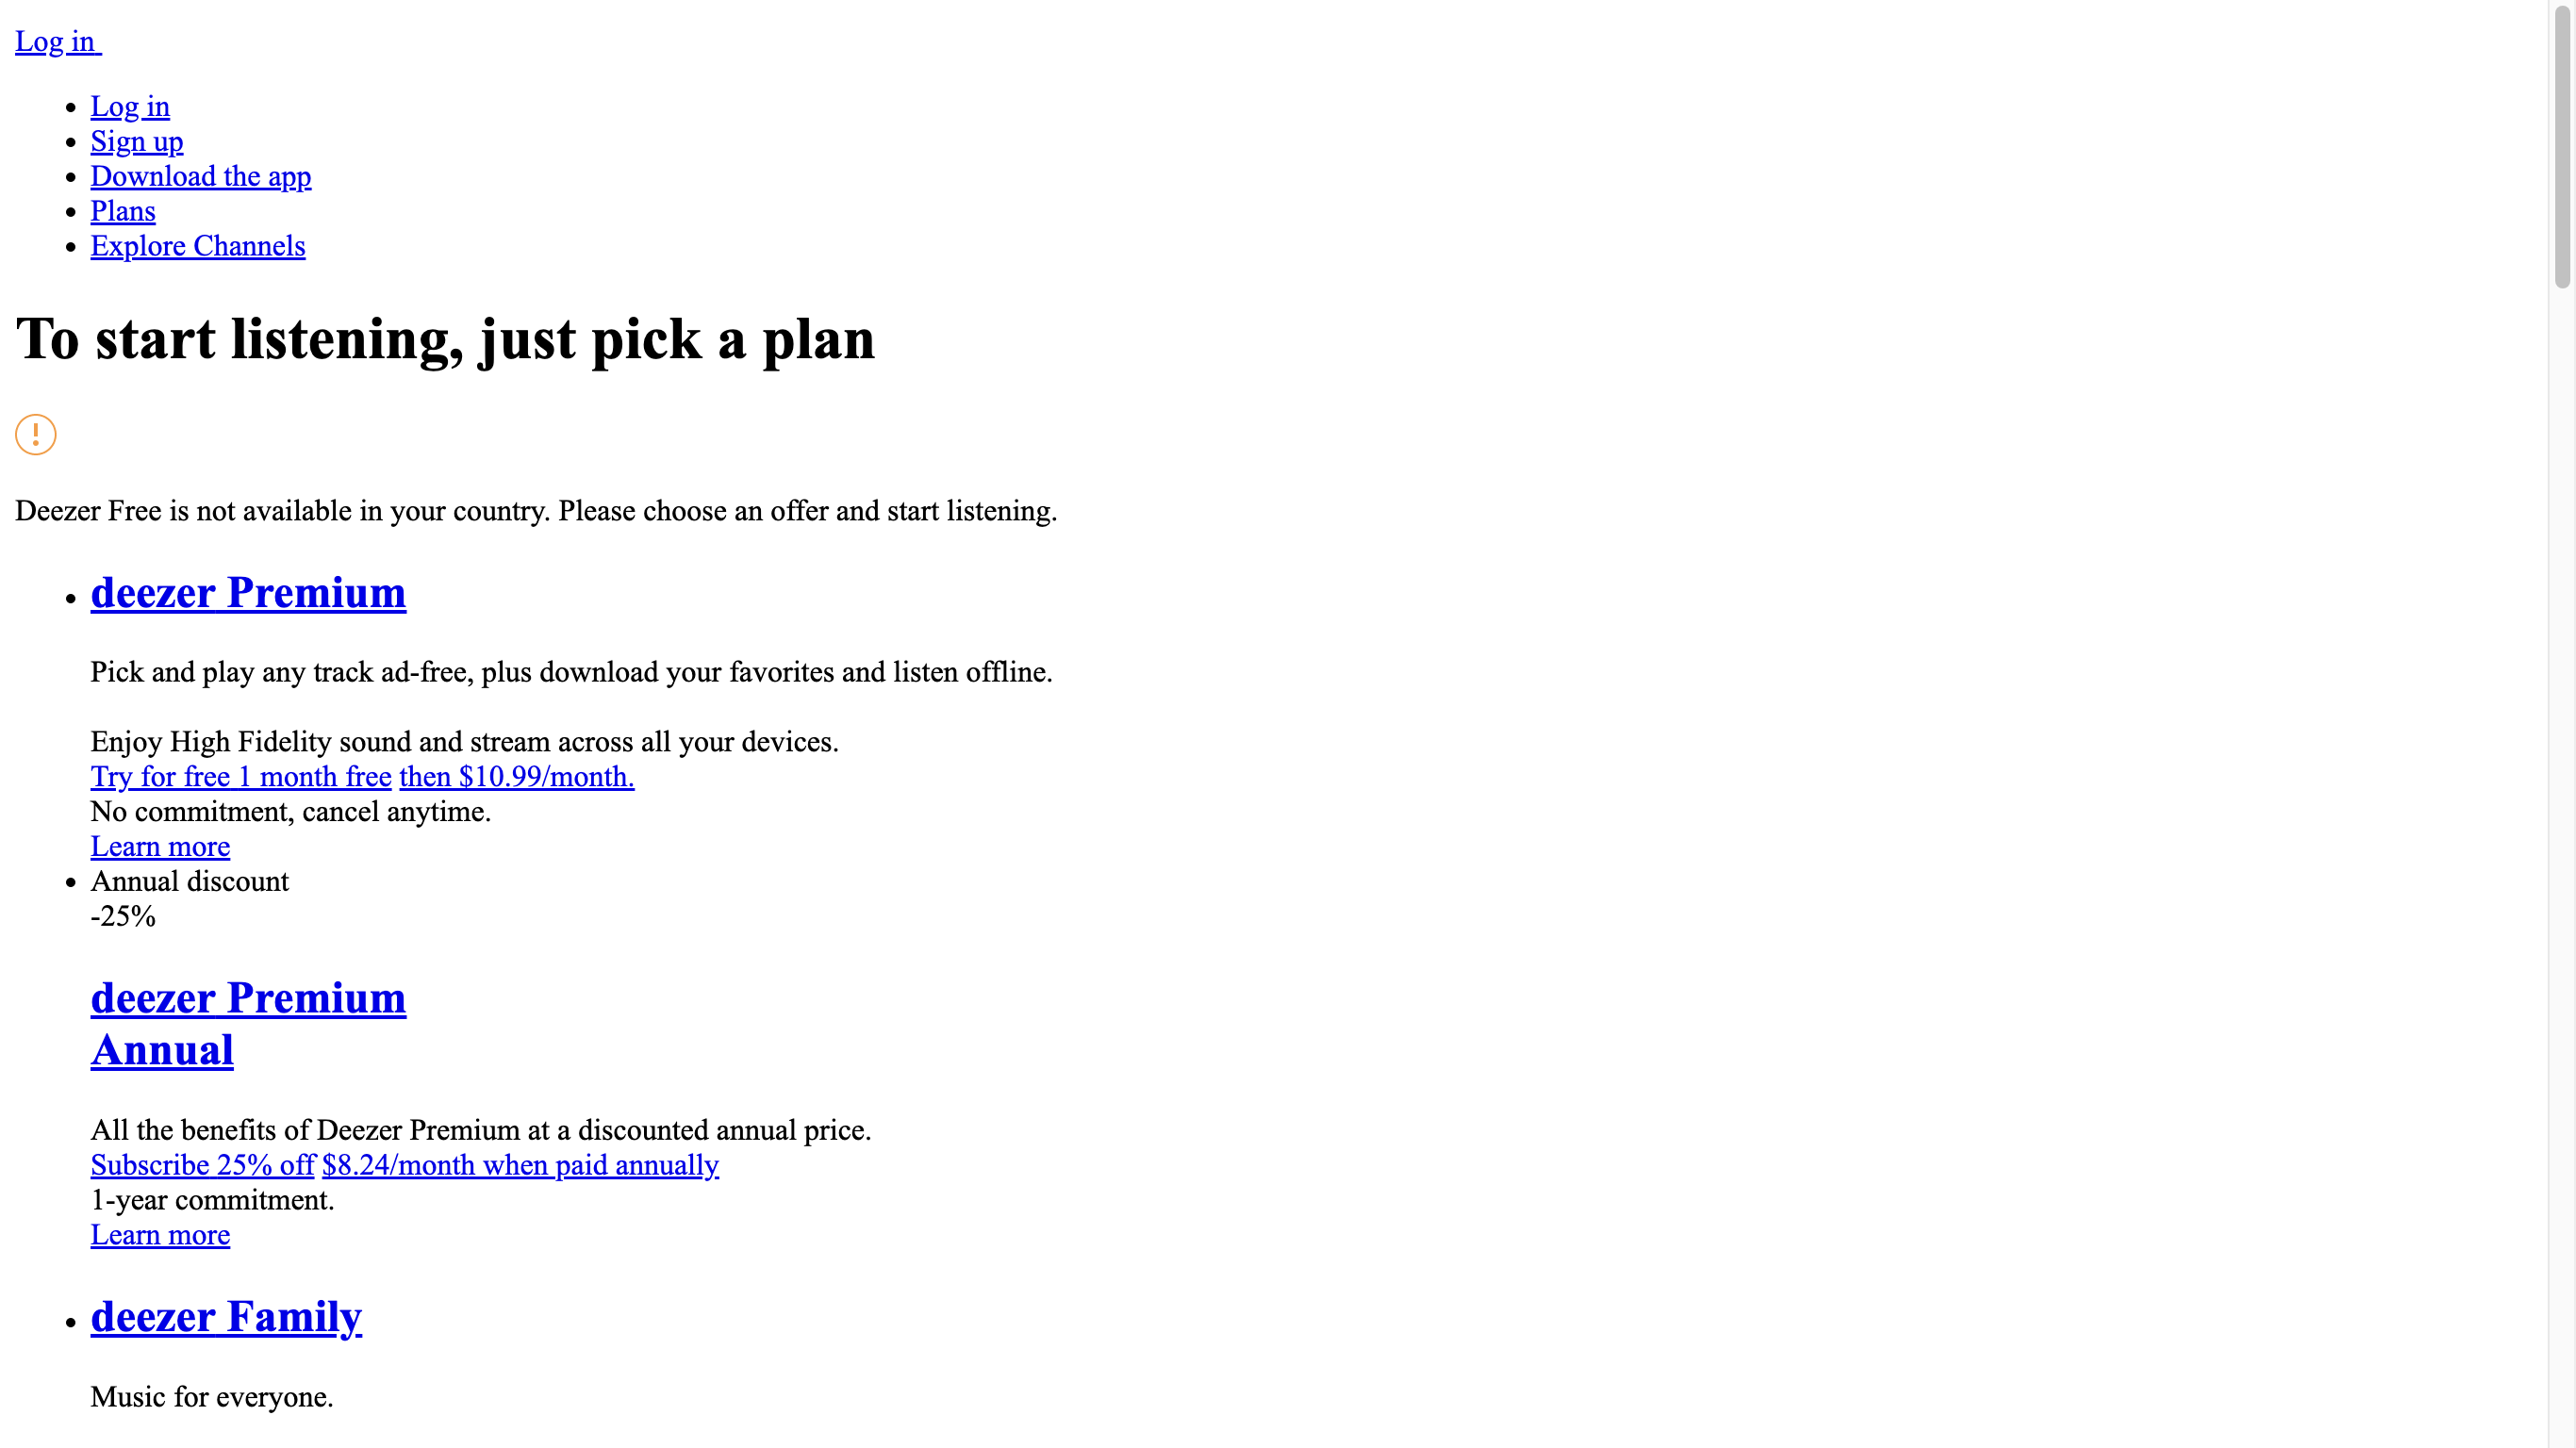 Log in
Log in
Sign up
Download the app
Plans
Explore Channels
To start listening, just pick a plan
Deezer Free is not available in your country. Please choose an offer and start listening.
deezer Premium
Pick and play any track ad-free, plus download your favorites and listen offline.
Enjoy High Fidelity sound and stream across all your devices.
Try for free 1 month free then $10.99/month.
No commitment, cancel anytime.
Learn more
Annual discount
-25%
deezer Premium
Annual
All the benefits of Deezer Premium at a discounted annual price.
Subscribe 25% off $8.24/month when paid annually
1-year commitment.
Learn more
deezer Family
Music for everyone.